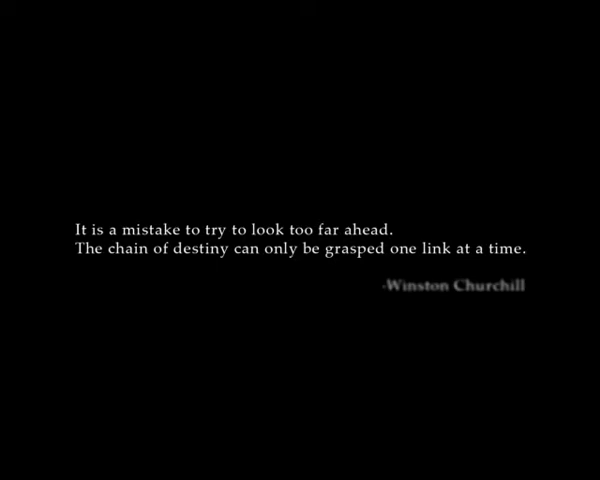 It is a mistake to try to look too far ahead.
The chain of destiny can only be grasped one link at a time.
-Winston Churchill